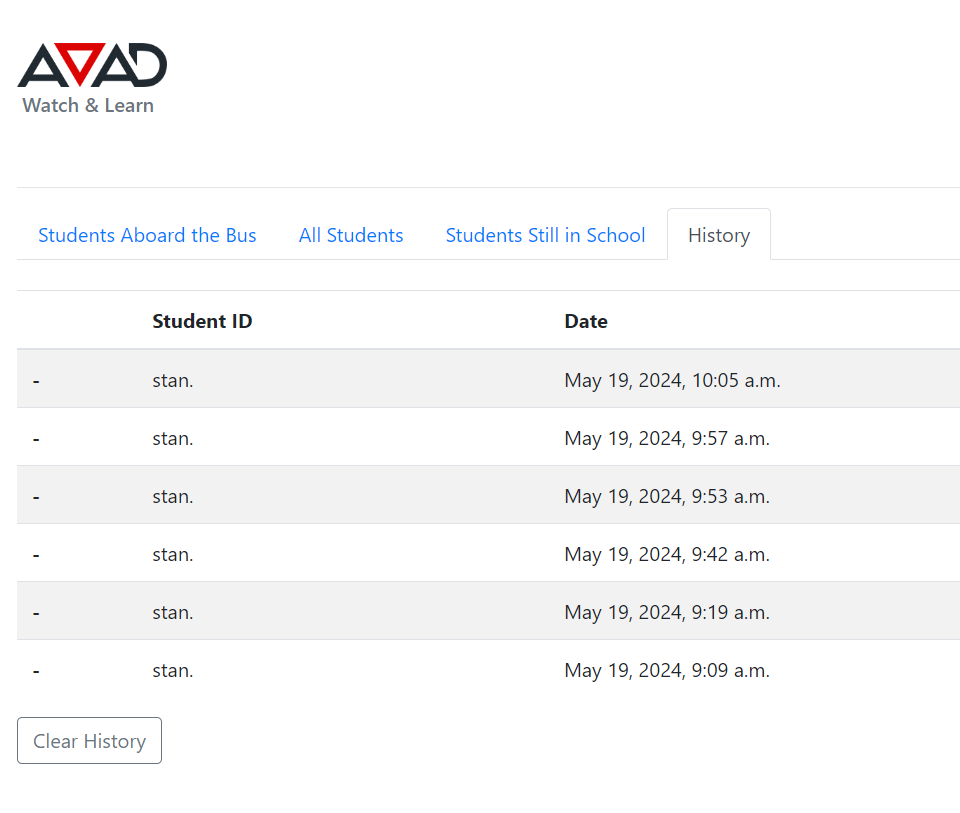 AVAD
Watch & Learn
Students Aboard the Bus All Students Students Still in School History
Student ID Date
- stan. May 19, 2024, 10:05 a.m.
- stan. May 19, 2024, 9:57 a.m.
- stan. May 19, 2024, 9:53 a.m.
- stan. May 19, 2024, 9:42 a.m.
- stan. May 19, 2024, 9:19 a.m.
- stan. May 19, 2024, 9:09 a.m.
Clear History